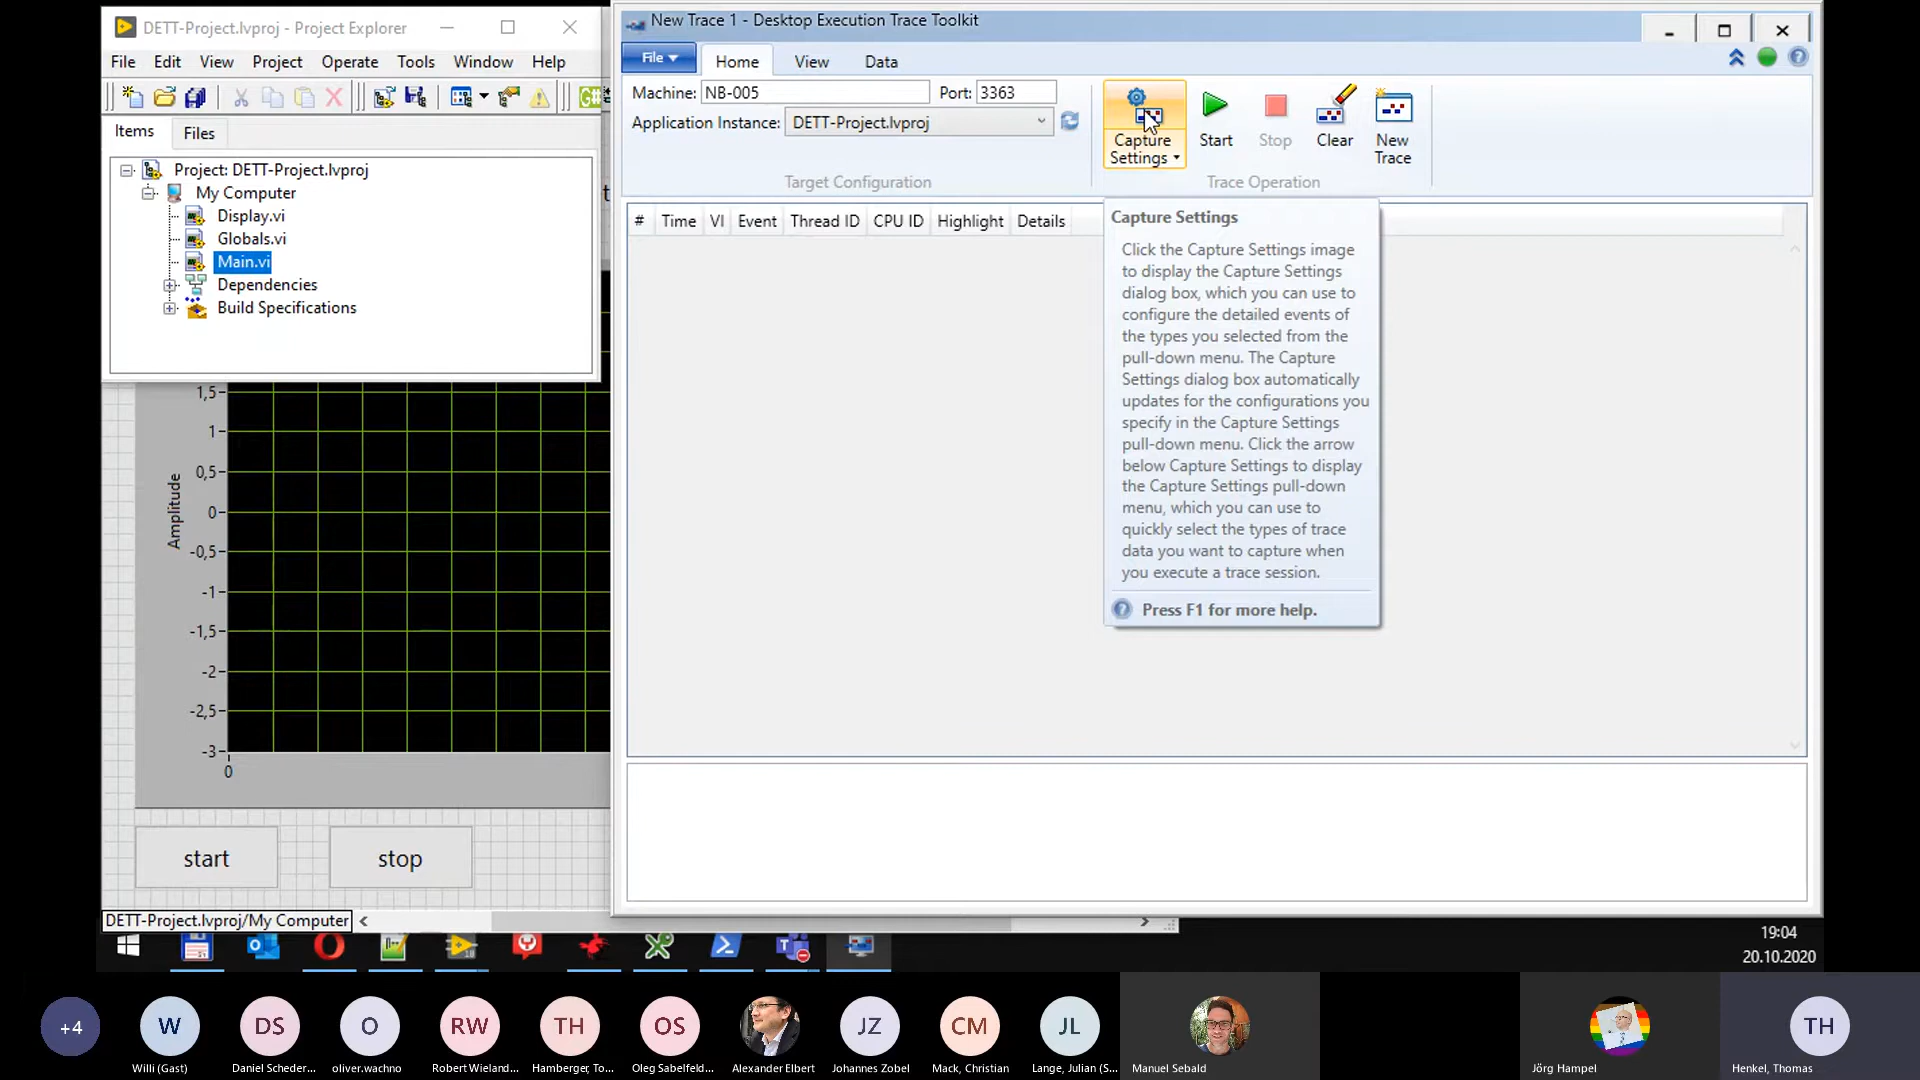 DETT-Project.lvproj - Project Explorer
File Edit View Project Operate Tools Window Help
Items Files
Project: DETT-Project.lvproj
My Computer
Display.vi
Globals.vi
Main.vi
Dependencies
Build Specifications
Amplitude
1,5
1
0,5
0
-0,5
-1
-1,5
-2
-2,5
-3
0
start stop
DETT-Project.lvproj/My Computer
New Trace 1 - Desktop Execution Trace Toolkit
File Home View Data
Machine: NB-005 Port: 3363
Application Instance: DETT-Project.lvproj
Target Configuration
Capture Settings
Start
Stop
Clear
New Trace
Trace Operation
# Time VI Event Thread ID CPU ID Highlight Details
Capture Settings
Click the Capture Settings image
to display the Capture Settings
dialog box, which you can use to
configure the detailed events of
the types you selected from the
pull-down menu. The Capture
Settings dialog box automatically
updates for the configurations you
specify in the Capture Settings
pull-down menu. Click the arrow
below Capture Settings to display
the Capture Settings pull-down
menu, which you can use to
quickly select the types of trace
data you want to capture when
you execute a trace session.
Press F1 for more help.
19:04
20.10.2020
+4 W DS O RW TH OS JZ CM JL TH
Willi (Gast) Daniel Scheder... oliver.wachno Robert Wieland... Hamberger, To... Oleg Sabelfeld... Alexander Elbert Johannes Zobel Mack, Christian Lange, Julian (S... Manuel Sebald Jörg Hampel Henkel, Thomas